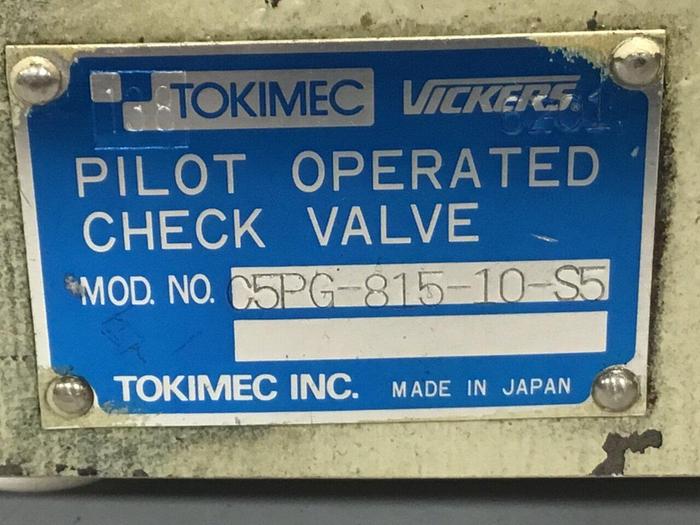 TOKIMEC VICKERS
PILOT OPERATED
CHECK VALVE
MOD. NO. C5PG-815-10-S5
TOKIMEC INC. MADE IN JAPAN